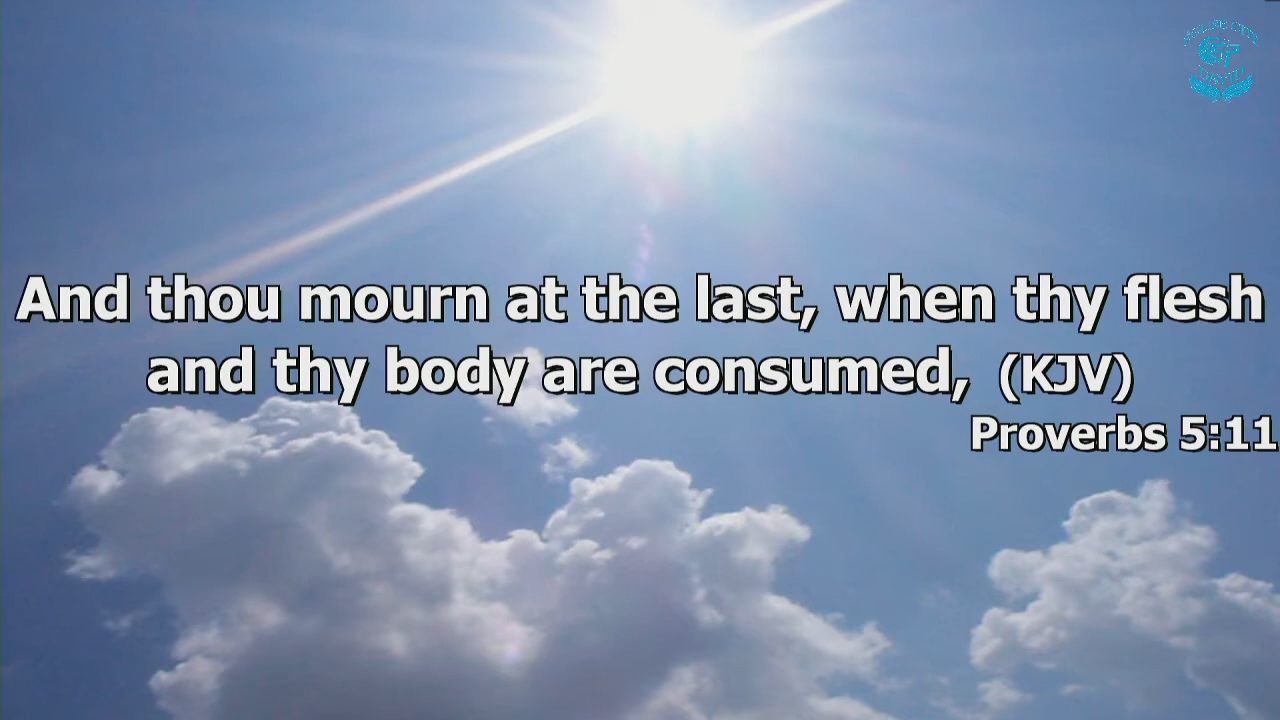 And thou mourn at the last, when thy flesh
and thy body are consumed, (KJV)
Proverbs 5:11